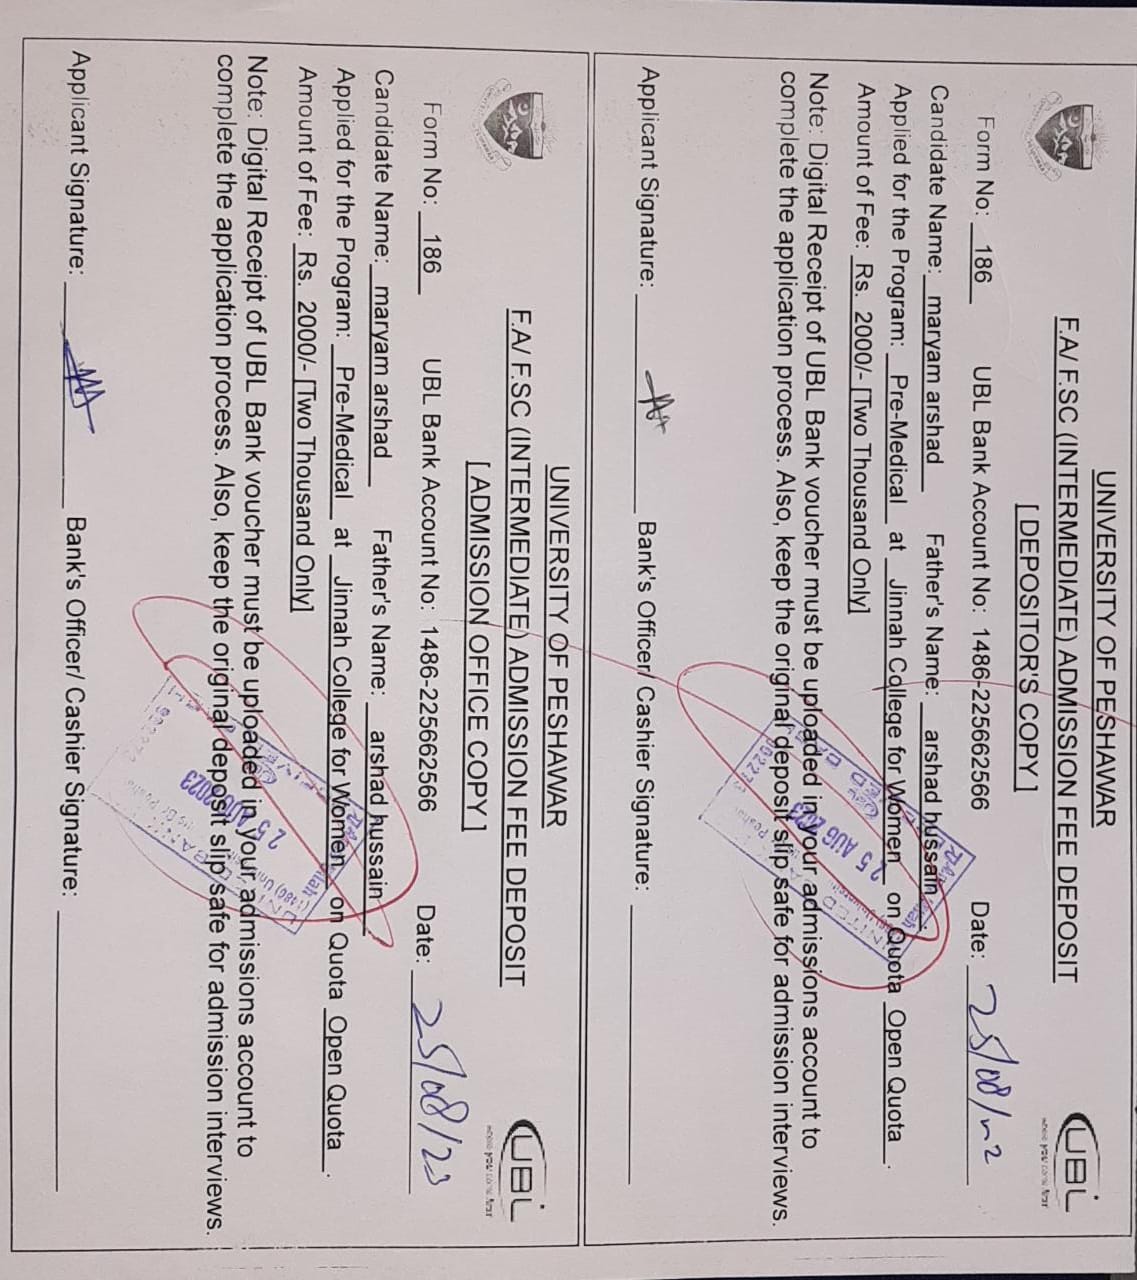 UNIVERSITY OF PESHAWAR
F.A/ F.SC (INTERMEDIATE) ADMISSION FEE DEPOSIT
[ DEPOSITOR'S COPY ]
UBL
where you come first
Form No: 186 UBL Bank Account No: 1486-225662566 Date: 25/08/
Candidate Name: maryam arshad Father's Name: arshad hussain
Applied for the Program: Pre-Medical at Jinnah College for Women on Quota Open Quota.
Amount of Fee: Rs. 2000/- [Two Thousand Only]
Note: Digital Receipt of UBL Bank voucher must be uploaded in your admissions account to
complete the application process. Also, keep the original deposit slip safe for admission interviews.
25 AUG 2023
UNITED BANK
Applicant Signature: Bank's Officer/ Cashier Signature:
UNIVERSITY OF PESHAWAR
F.A/ F.SC (INTERMEDIATE) ADMISSION FEE DEPOSIT
[ADMISSION OFFICE COPY ]
UBL
where you come first
Form No: 186 UBL Bank Account No: 1486-225662566 Date: 25/08/23
Candidate Name: maryam arshad Father's Name: arshad hussain
Applied for the Program: Pre-Medical at Jinnah College for Women on Quota Open Quota.
Amount of Fee: Rs. 2000/- [Two Thousand Only]
Note: Digital Receipt of UBL Bank voucher must be uploaded in your admissions account to
complete the application process. Also, keep the original deposit slip safe for admission interviews.
25 AUG 2023
Applicant Signature: Bank's Officer/ Cashier Signature: